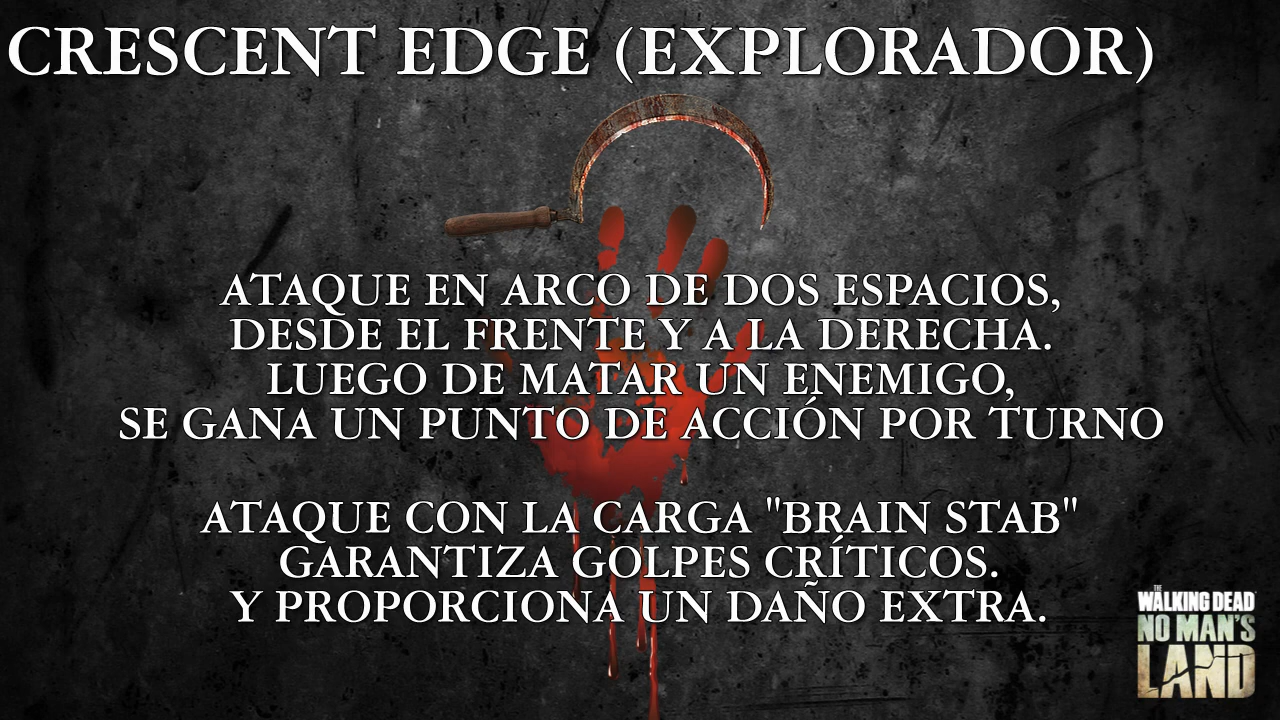 CRESCENT EDGE (EXPLORADOR)
ATAQUE EN ARCO DE DOS ESPACIOS,
DESDE EL FRENTE Y A LA DERECHA.
LUEGO DE MATAR UN ENEMIGO,
SE GANA UN PUNTO DE ACCIÓN POR TURNO
ATAQUE CON LA CARGA "BRAIN STAB"
GARANTIZA GOLPES CRÍTICOS.
Y PROPORCIONA UN DAÑO EXTRA.
THE
WALKING DEAD
NO MAN'S
LAND